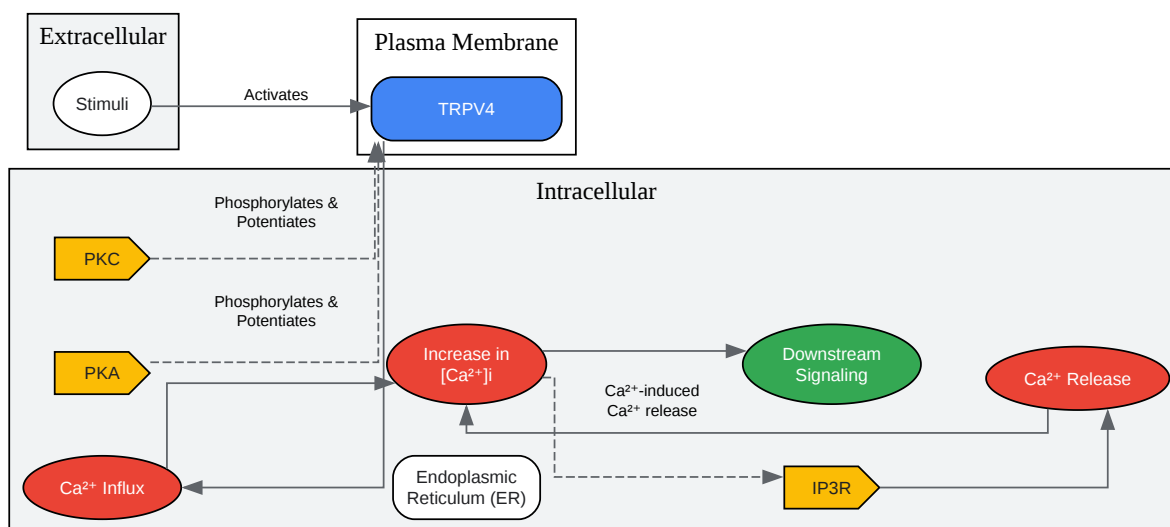 Extracellular
Plasma Membrane
Stimuli
Activates
TRPV4
Intracellular
Phosphorylates &
Potentiates
PKC
Phosphorylates &
Potentiates
PKA
Increase in
[Ca²⁺]i
Downstream
Signaling
Ca²⁺ Release
Ca²⁺-induced
Ca²⁺ release
Ca²⁺ Influx
Endoplasmic
Reticulum (ER)
IP3R